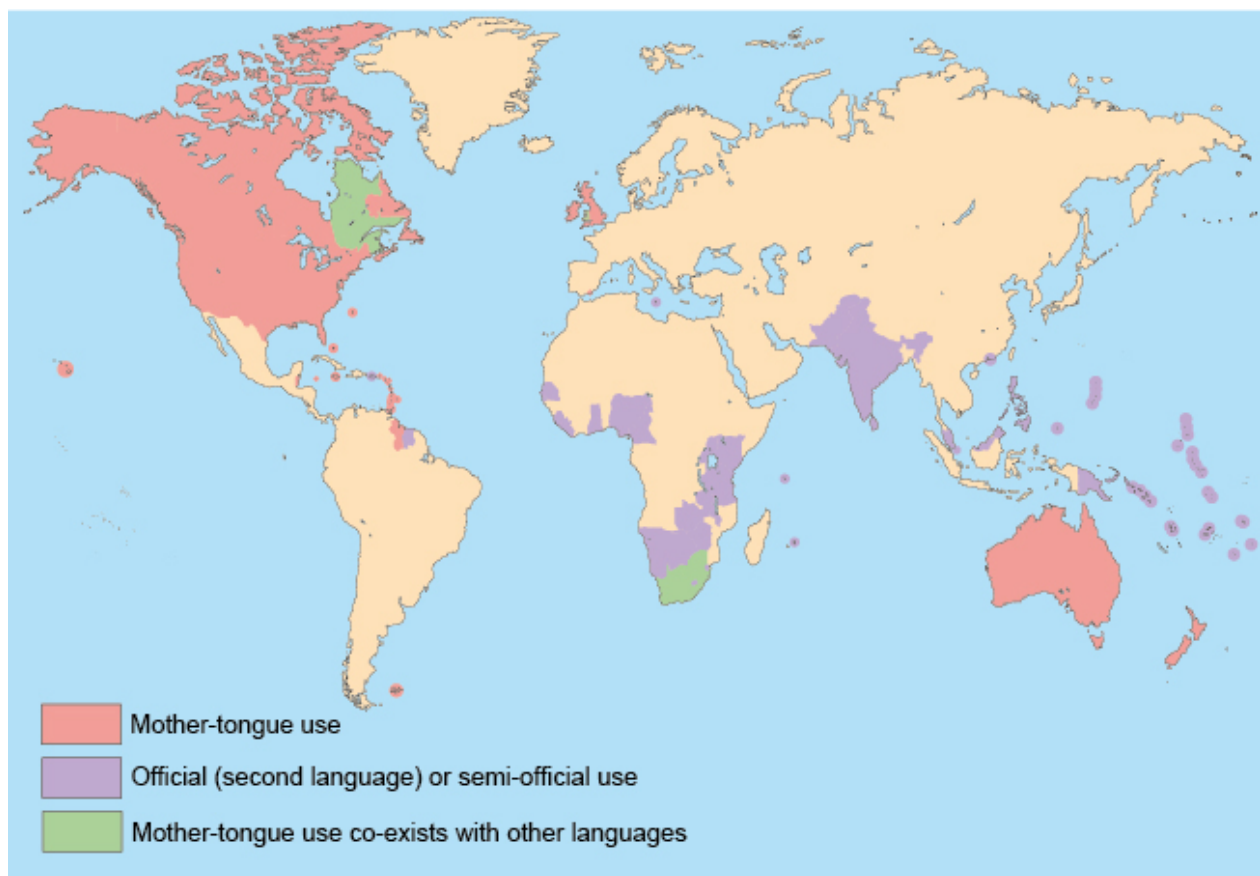 Mother-tongue use
Official (second language) or semi-official use
Mother-tongue use co-exists with other languages